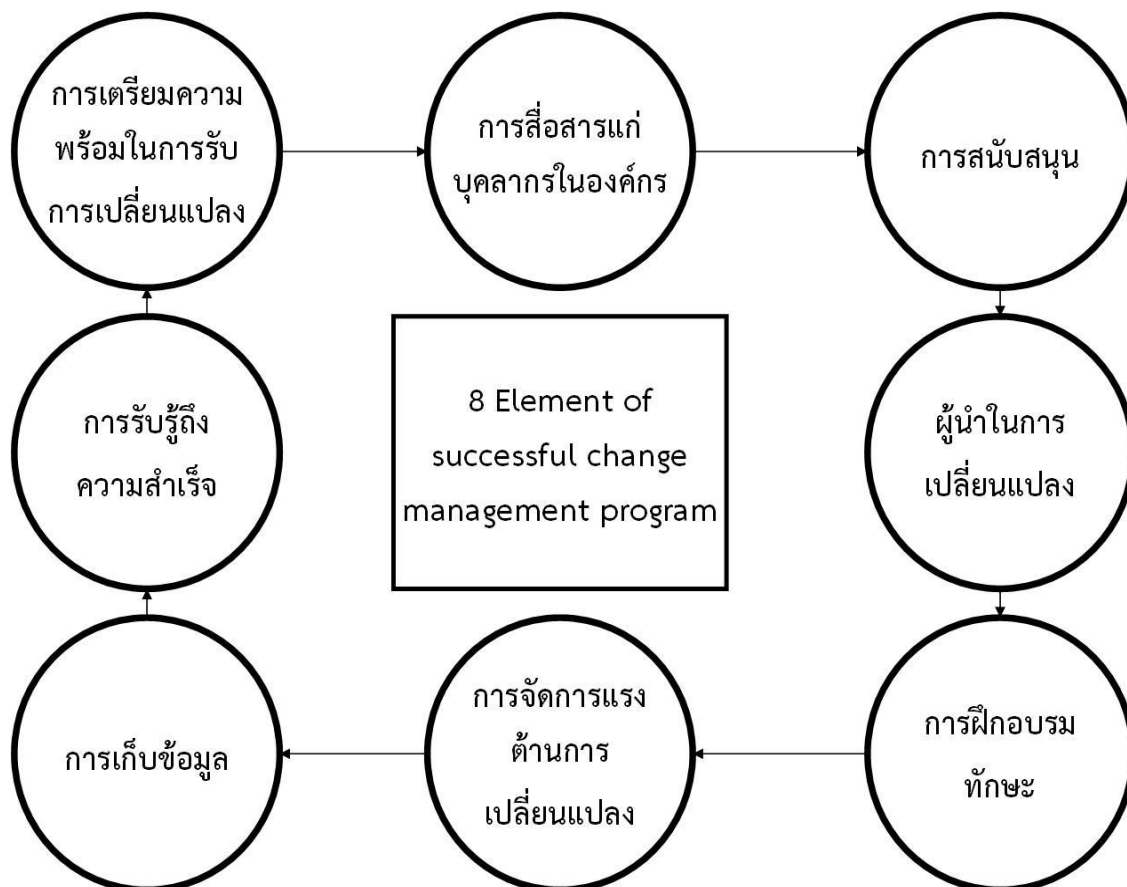 การเตรียมความ
พร้อมในการรับ
การเปลี่ยนแปลง
การสื่อสารแก่
บุคลากรในองค์กร
การสนับสนุน
การรับรู้ถึง
ความสำเร็จ
8 Element of
successful change
management program
ผู้นำในการ
เปลี่ยนแปลง
การเก็บข้อมูล
การจัดการแรง
ต้านการ
เปลี่ยนแปลง
การฝึกอบรม
ทักษะ